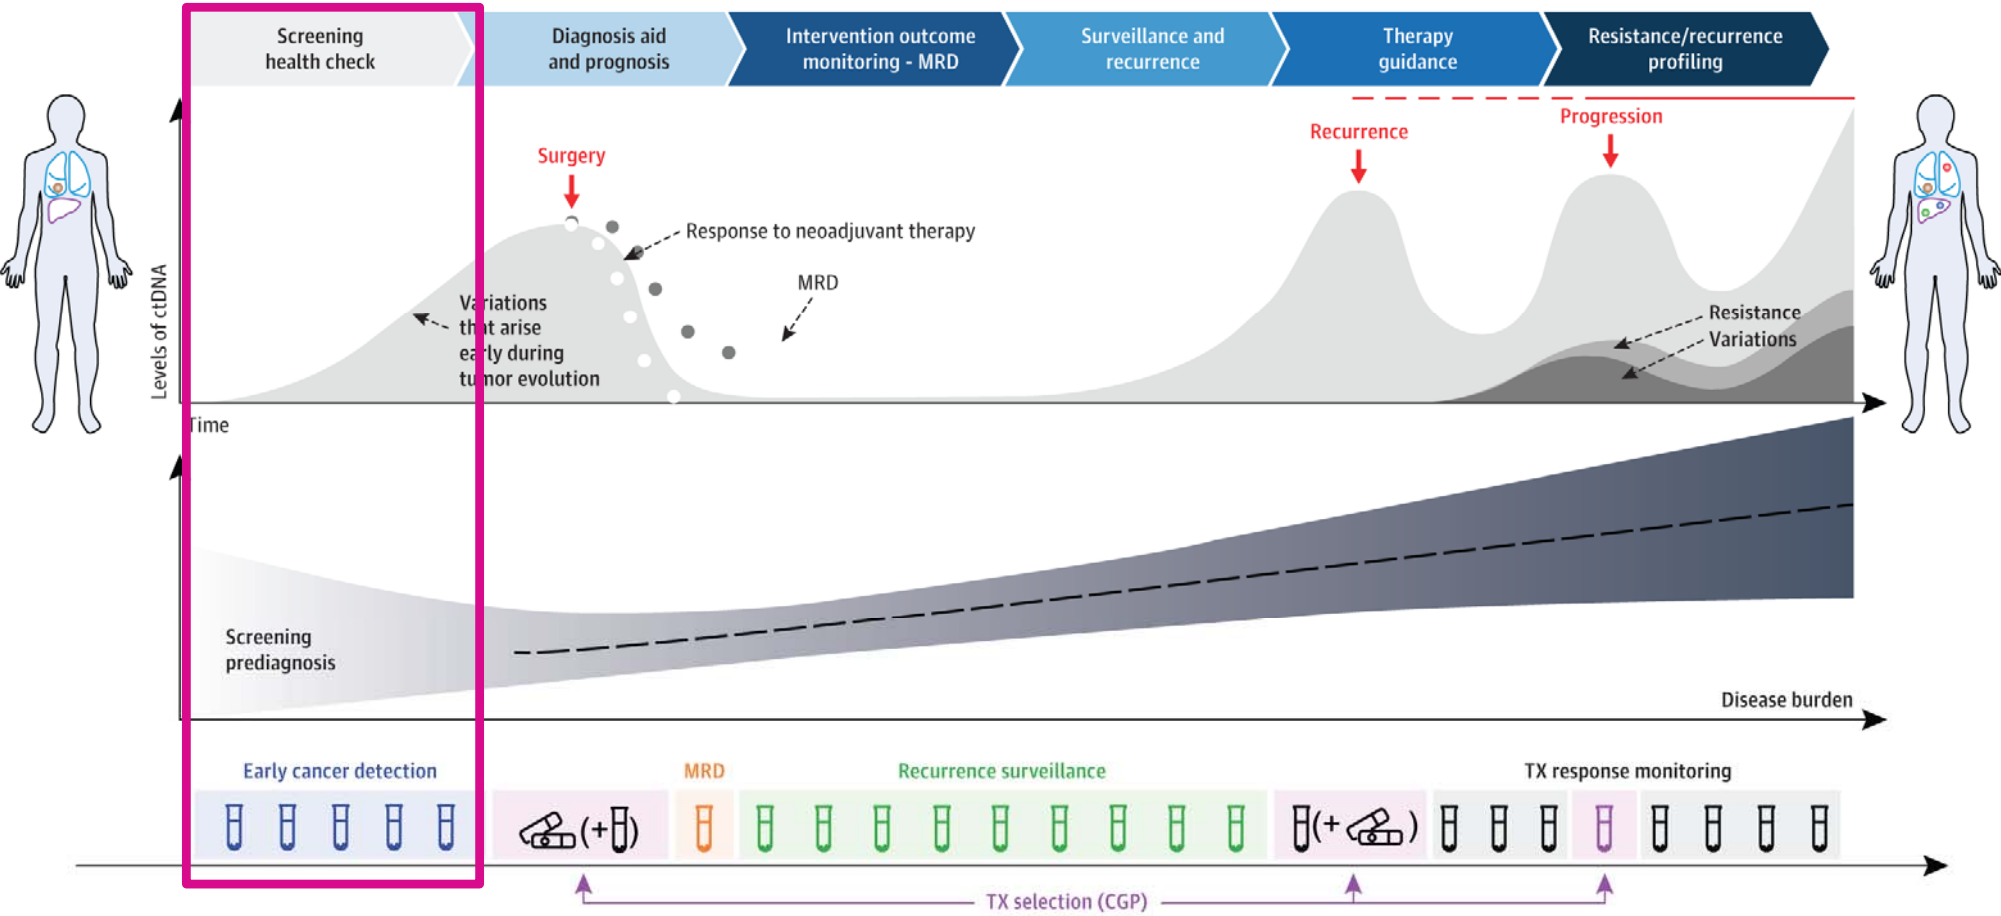 Screening
health check
Diagnosis aid
and prognosis
Intervention outcome
monitoring - MRD
Surveillance and
recurrence
Therapy
guidance
Resistance/recurrence
profiling
Progression
Recurrence
Surgery
Response to neoadjuvant therapy
MRD
Levels of ctDNA
Variations
that arise
early during
tumor evolution
Resistance
Variations
Time
Screening
prediagnosis
Disease burden
Early cancer detection
MRD
Recurrence surveillance
TX response monitoring
(+ )
(+ )
TX selection (CGP)